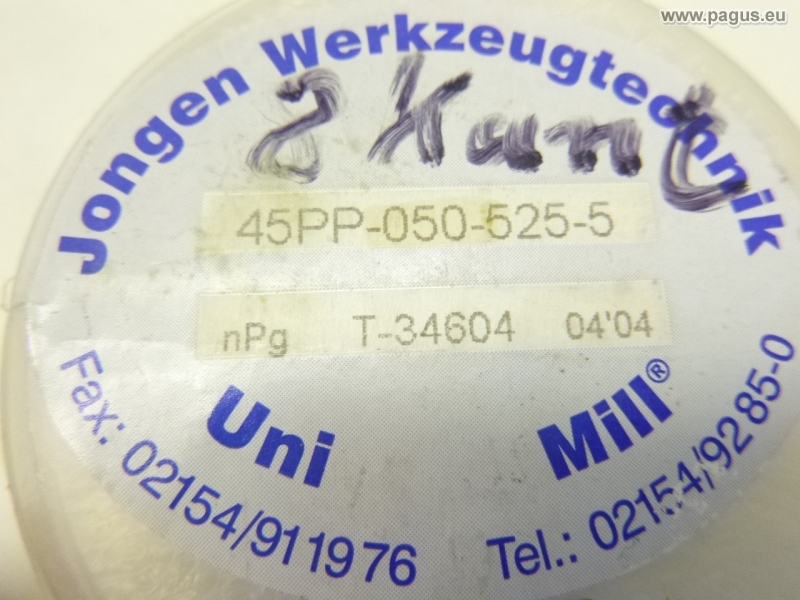 www.pagus.eu
Jongen Werkzeugtechnik
8 Kant
45PP-050-525-5
nPg T-34604 04'04
Uni Mill®
Fax: 02154/911976
Tel.: 02154/9285-0